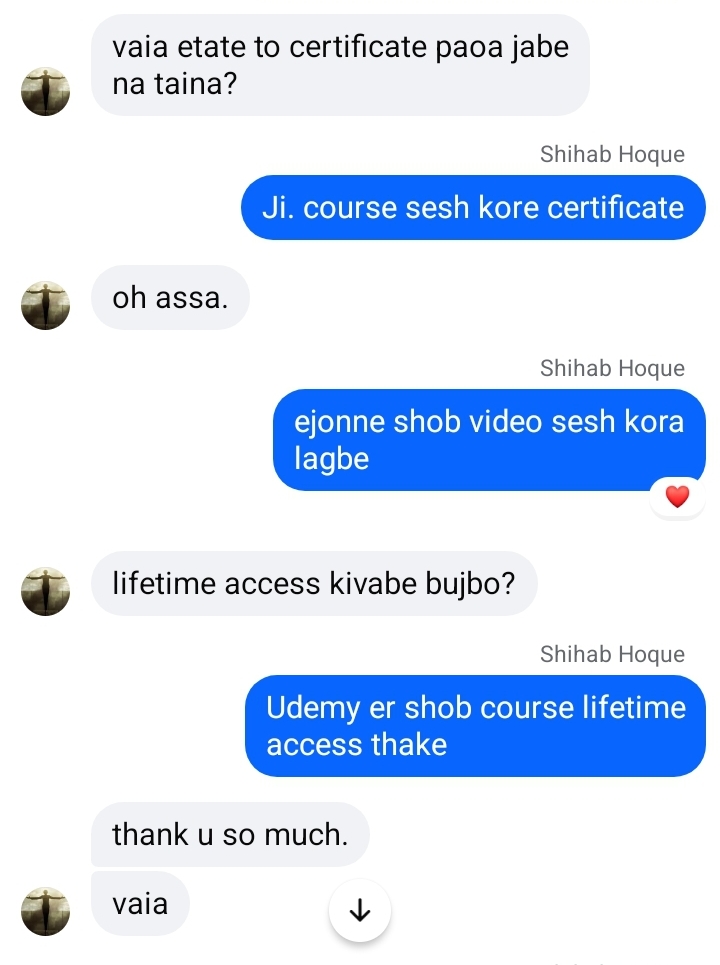 vaia etate to certificate paoa jabe
na taina?
Shihab Hoque
Ji. course sesh kore certificate
oh assa.
Shihab Hoque
ejonne shob video sesh kora
lagbe
lifetime access kivabe bujbo?
Shihab Hoque
Udemy er shob course lifetime
access thake
thank u so much.
vaia